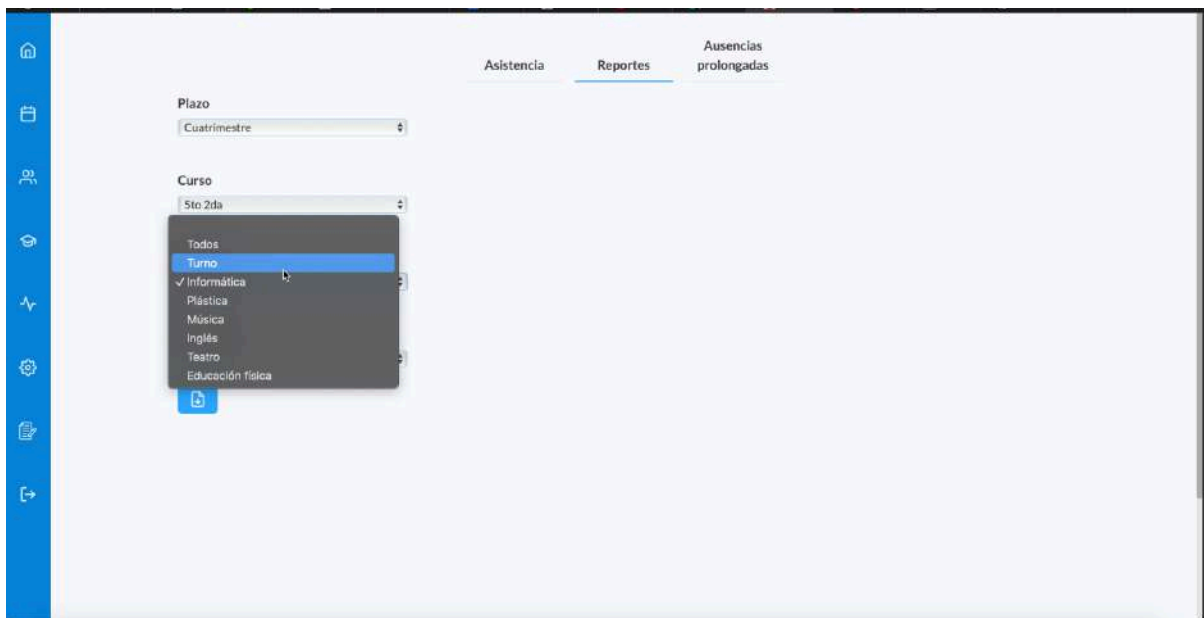 Ausencias
prolongadas
Asistencia
Reportes
Plazo
Cuatrimestre
Curso
5to 2da
Todos
Turno
✓ Informática
Plástica
Música
Inglés
Teatro
Educación física